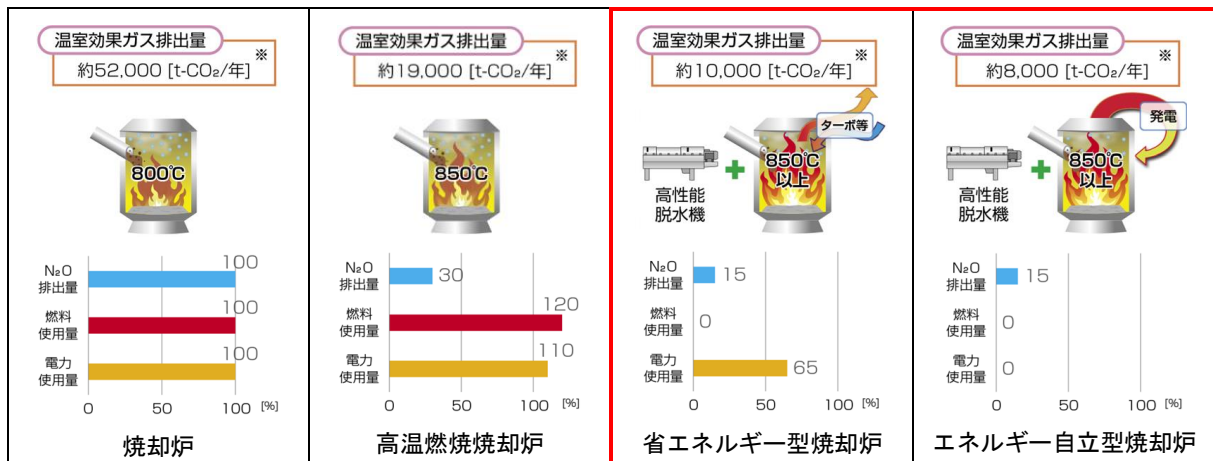 温室効果ガス排出量
約52,000 [t-CO₂/年]
※
800℃
N₂O
排出量
100
燃料
使用量
100
電力
使用量
100
0 50 100 [%]
焼却炉
温室効果ガス排出量
約19,000 [t-CO₂/年]
※
850℃
N₂O
排出量
30
燃料
使用量
120
電力
使用量
110
0 50 100 [%]
高温燃焼焼却炉
温室効果ガス排出量
約10,000 [t-CO₂/年]
※
ターボ等
850℃
以上
高性能
脱水機
N₂O
排出量
15
燃料
使用量
0
電力
使用量
65
0 50 100 [%]
省エネルギー型焼却炉
温室効果ガス排出量
約8,000 [t-CO₂/年]
※
発電
850℃
以上
高性能
脱水機
N₂O
排出量
15
燃料
使用量
0
電力
使用量
0
0 50 100 [%]
エネルギー自立型焼却炉